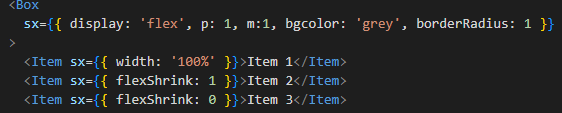 <Box
sx={{ display: 'flex', p: 1, m:1, bgcolor: 'grey', borderRadius: 1 }}
>
<Item sx={{ width: '100%' }}>Item 1</Item>
<Item sx={{ flexShrink: 1 }}>Item 2</Item>
<Item sx={{ flexShrink: 0 }}>Item 3</Item>